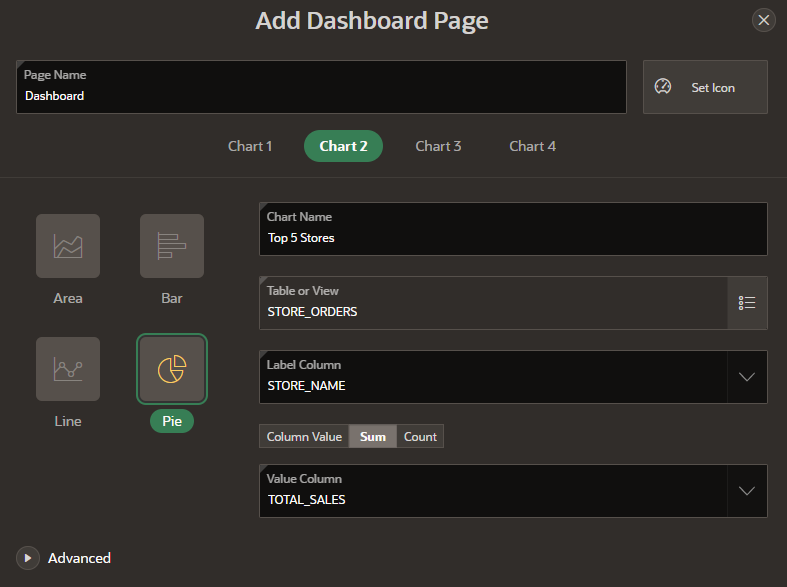 Add Dashboard Page
Page Name
Dashboard
Set Icon
Chart 1 Chart 2 Chart 3 Chart 4
Area Bar
Line Pie
Chart Name
Top 5 Stores
Table or View
STORE_ORDERS
Label Column
STORE_NAME
Column Value Sum Count
Value Column
TOTAL_SALES
Advanced